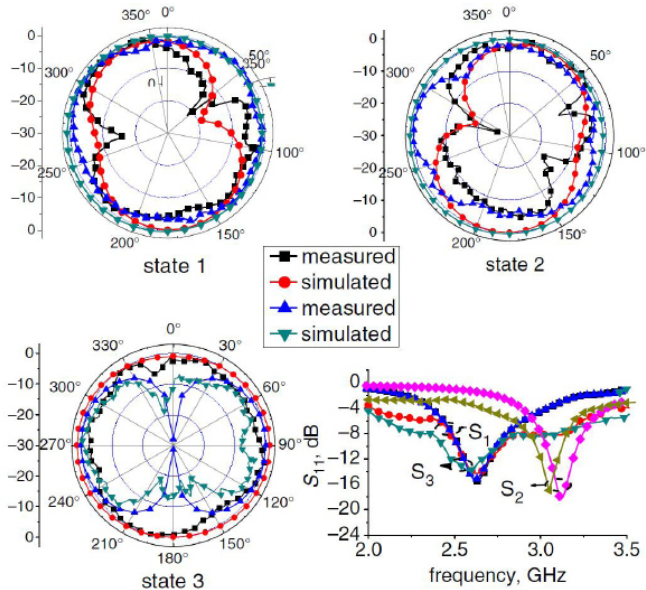 350° 0° 350° 0°
0 50° 0 50°
−10 300° −10 300°
−20 −20
−30 −30
100° 100°
−20 250° −20 250°
−10 −10
0 200° 150° 0 200° 150°
state 1 state 2
measured
simulated
measured
simulated
0°
330° 30°
0
300° 60°
−10
−20
−30 270° 90°
−20
240° 120°
−10
210° 150°
0
180°
state 3
0
−4
−8
−12
−16
−20
−24
S₁₁, dB
S₁
S₃
S₂
2.0 2.5 3.0 3.5
frequency, GHz